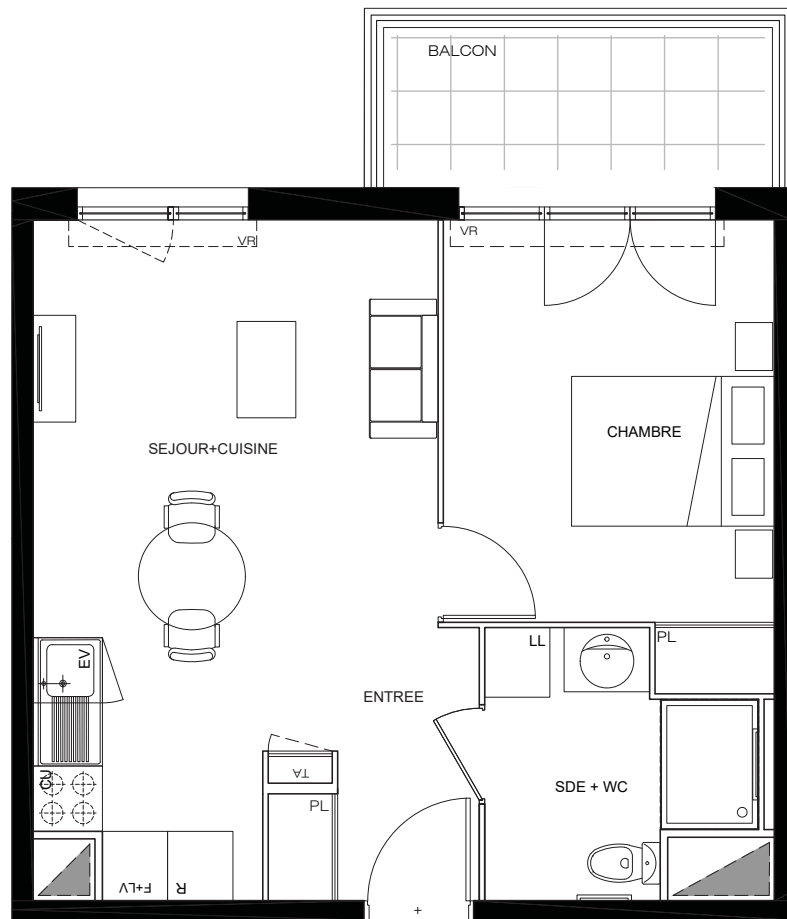 BALCON
VR
VR
CHAMBRE
SEJOUR+CUISINE
EV
LL
PL
ENTREE
CU
TA
PL
SDE + WC
F+LV
R
+